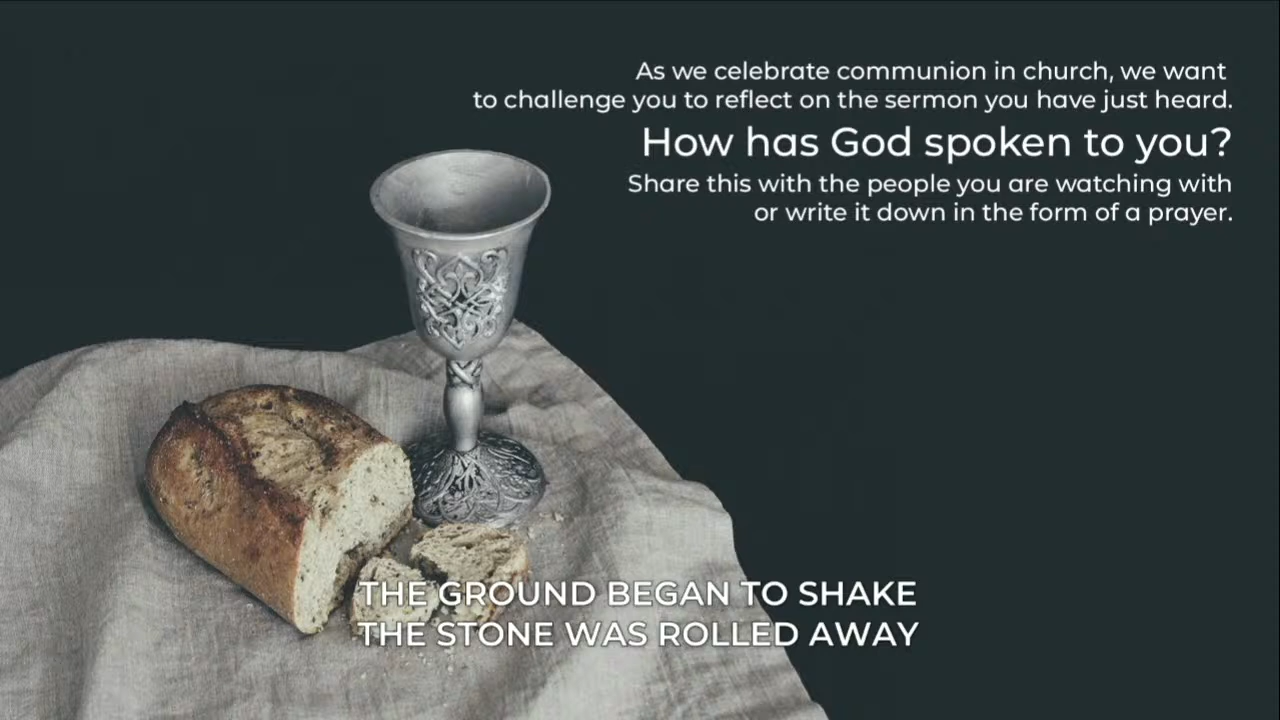 As we celebrate communion in church, we want
to challenge you to reflect on the sermon you have just heard.
How has God spoken to you?
Share this with the people you are watching with
or write it down in the form of a prayer.
THE GROUND BEGAN TO SHAKE
THE STONE WAS ROLLED AWAY